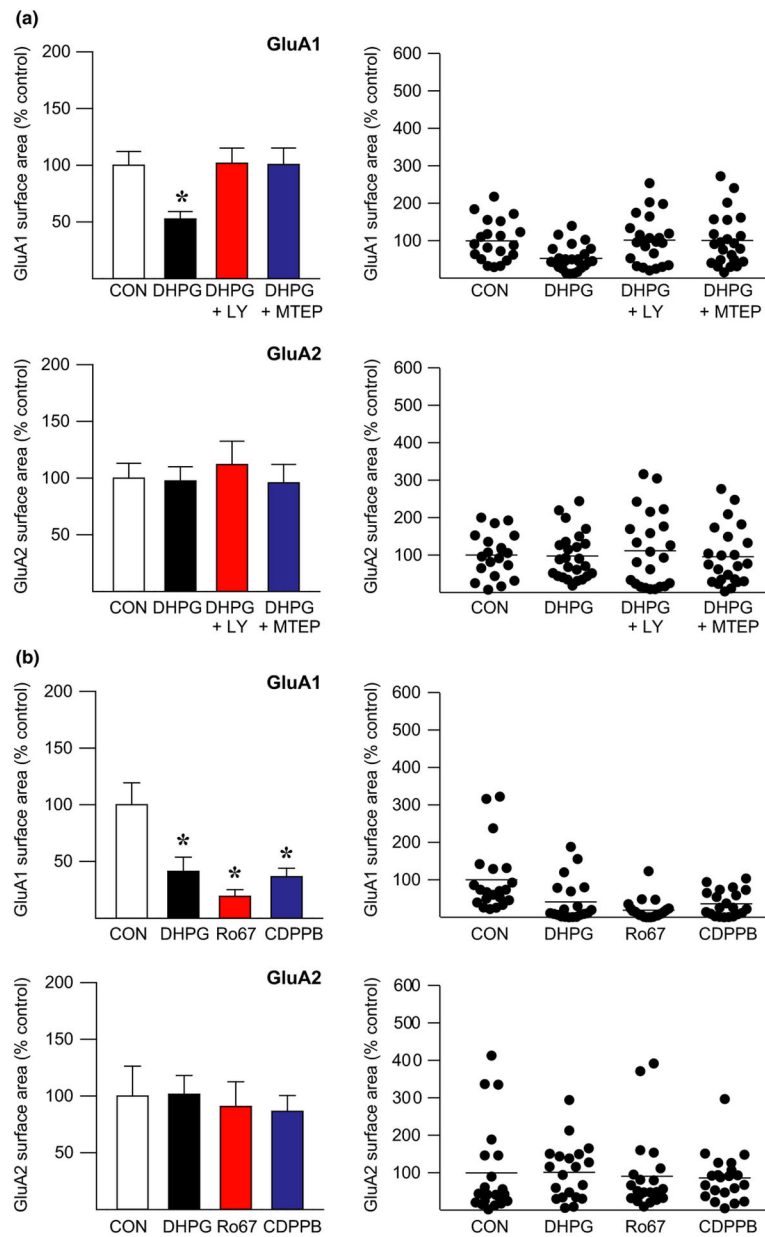 (a)
GluA1
GluA1 surface area (% control)
200
150
100
50
CON DHPG DHPG DHPG
+ LY + MTEP
GluA1 surface area (% control)
600
500
400
300
200
100
CON DHPG DHPG DHPG
+ LY + MTEP
GluA2
GluA2 surface area (% control)
200
150
100
50
CON DHPG DHPG DHPG
+ LY + MTEP
GluA2 surface area (% control)
600
500
400
300
200
100
CON DHPG DHPG DHPG
+ LY + MTEP
(b)
GluA1
GluA1 surface area (% control)
200
150
100
50
* * *
CON DHPG Ro67 CDPPB
GluA1 surface area (% control)
600
500
400
300
200
100
CON DHPG Ro67 CDPPB
GluA2
GluA2 surface area (% control)
200
150
100
50
CON DHPG Ro67 CDPPB
GluA2 surface area (% control)
600
500
400
300
200
100
CON DHPG Ro67 CDPPB